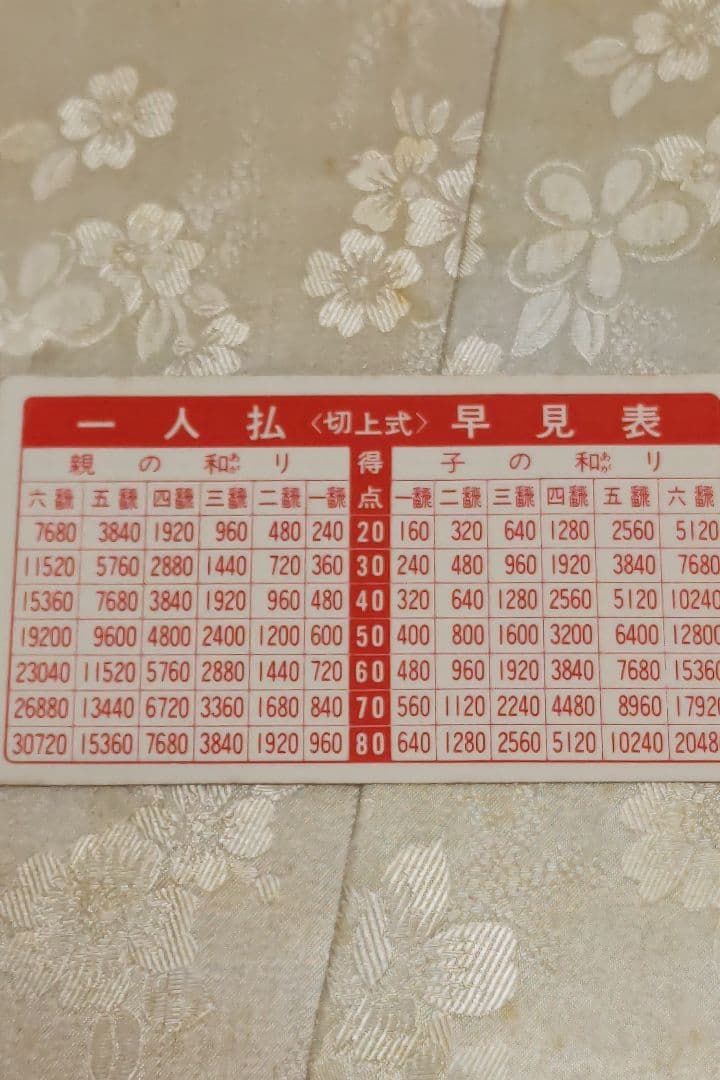 一人払〈切上式〉早見表
親の和り 得点 子の和り
あが あが
六飜 五飜 四飜 三飜 二飜 一飜 一飜 二飜 三飜 四飜 五飜 六飜
7680 3840 1920 960 480 240 20 160 320 640 1280 2560 5120
11520 5760 2880 1440 720 360 30 240 480 960 1920 3840 7680
15360 7680 3840 1920 960 480 40 320 640 1280 2560 5120 10240
19200 9600 4800 2400 1200 600 50 400 800 1600 3200 6400 12800
23040 11520 5760 2880 1440 720 60 480 960 1920 3840 7680 15360
26880 13440 6720 3360 1680 840 70 560 1120 2240 4480 8960 17920
30720 15360 7680 3840 1920 960 80 640 1280 2560 5120 10240 2048